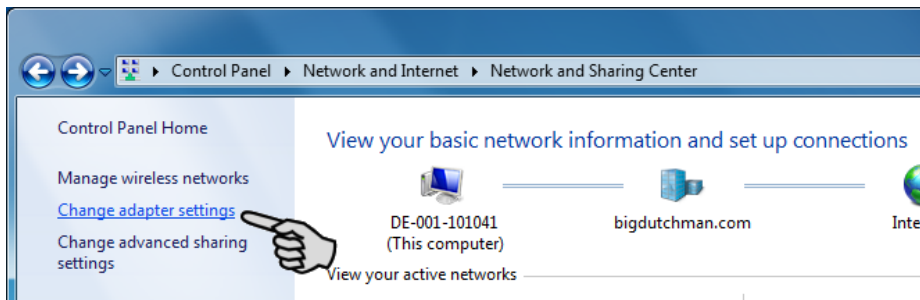 Control Panel Network and Internet Network and Sharing Center
Control Panel Home
Manage wireless networks
Change adapter settings
Change advanced sharing
settings
View your basic network information and set up connections
DE-001-101041
(This computer)
bigdutchman.com
Inte
View your active networks